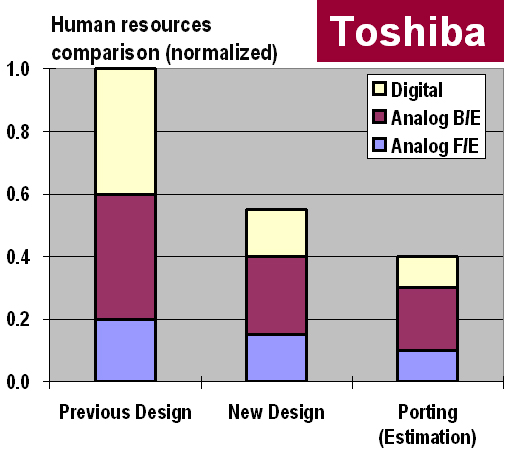 Human resources
comparison (normalized)
Toshiba
1.0
0.8
0.6
0.4
0.2
0.0
Digital
Analog B/E
Analog F/E
Previous Design
New Design
Porting
(Estimation)